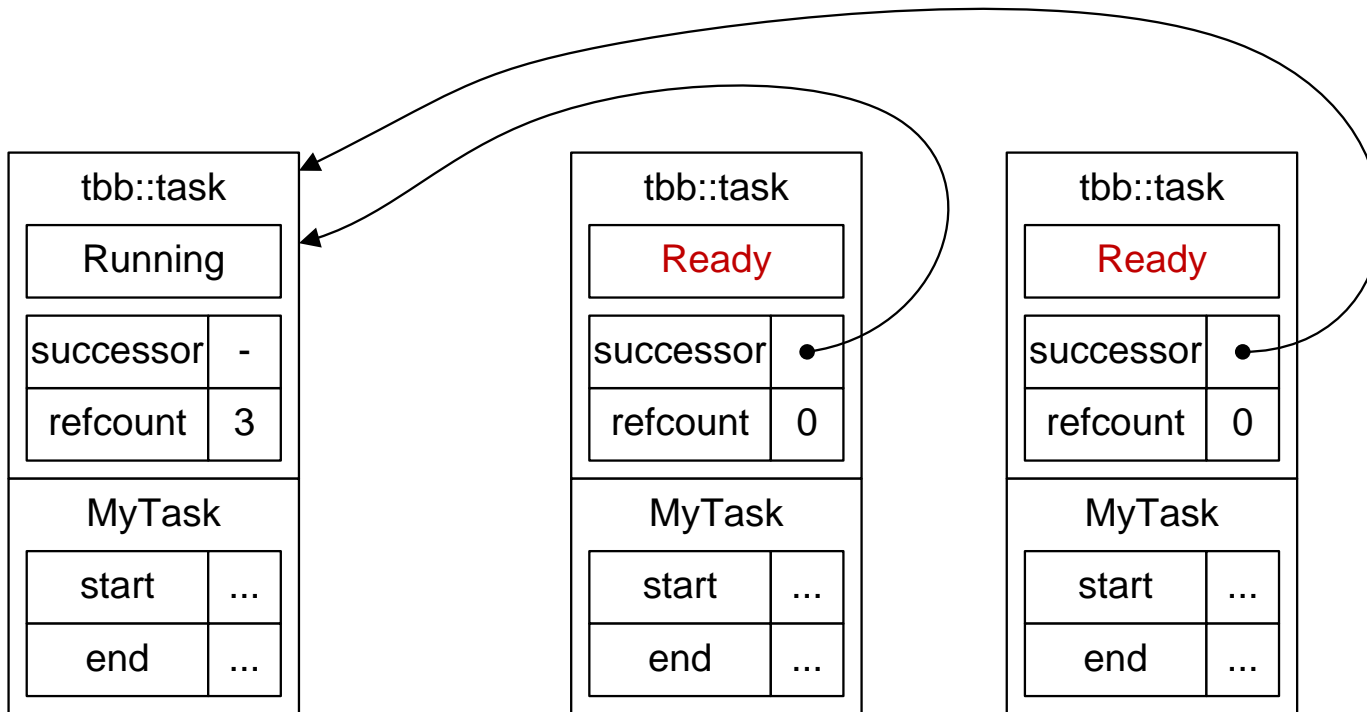 tbb::task
Running
successor -
refcount 3
MyTask
start ...
end ...
tbb::task
Ready
successor
refcount 0
MyTask
start ...
end ...
tbb::task
Ready
successor
refcount 0
MyTask
start ...
end ...